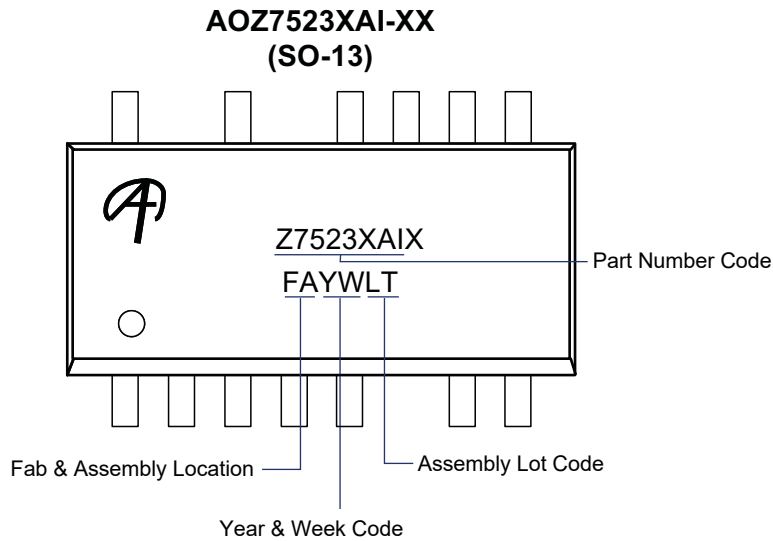 AOZ7523XAI-XX
(SO-13)
Z7523XAIX
Part Number Code
FAYWLT
Fab & Assembly Location
Assembly Lot Code
Year & Week Code